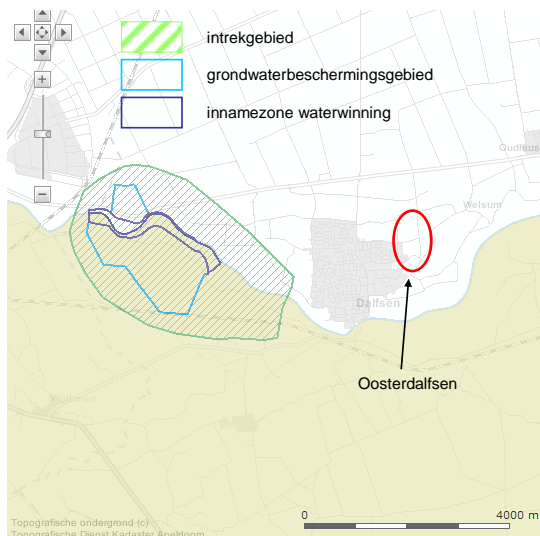 intrekgebied
grondwaterbeschermingsgebied
innamezone waterwinning
Oudleus
Welsum
Dalfsen
Oosterdalfsen
0 4000 m
Topografische ondergrond (c)
Topografische Dienst Kadaster Apeldoorn